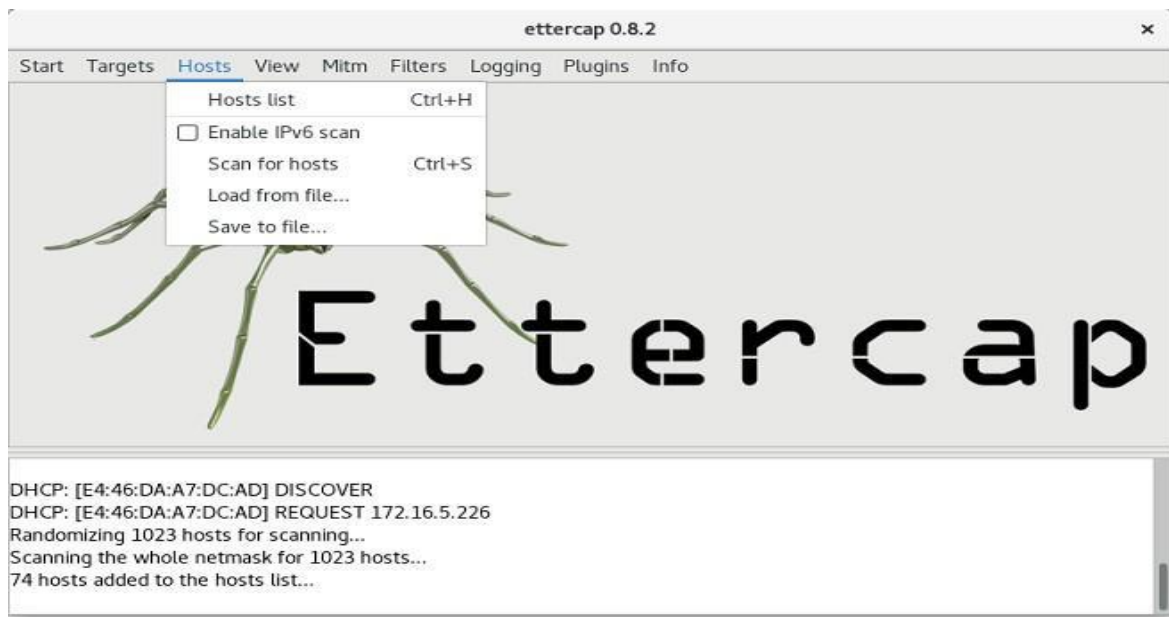 ettercap 0.8.2 ×
Start Targets Hosts View Mitm Filters Logging Plugins Info
Hosts list Ctrl+H
Enable IPv6 scan
Scan for hosts Ctrl+S
Load from file...
Save to file...
Ettercap
DHCP: [E4:46:DA:A7:DC:AD] DISCOVER
DHCP: [E4:46:DA:A7:DC:AD] REQUEST 172.16.5.226
Randomizing 1023 hosts for scanning...
Scanning the whole netmask for 1023 hosts...
74 hosts added to the hosts list...